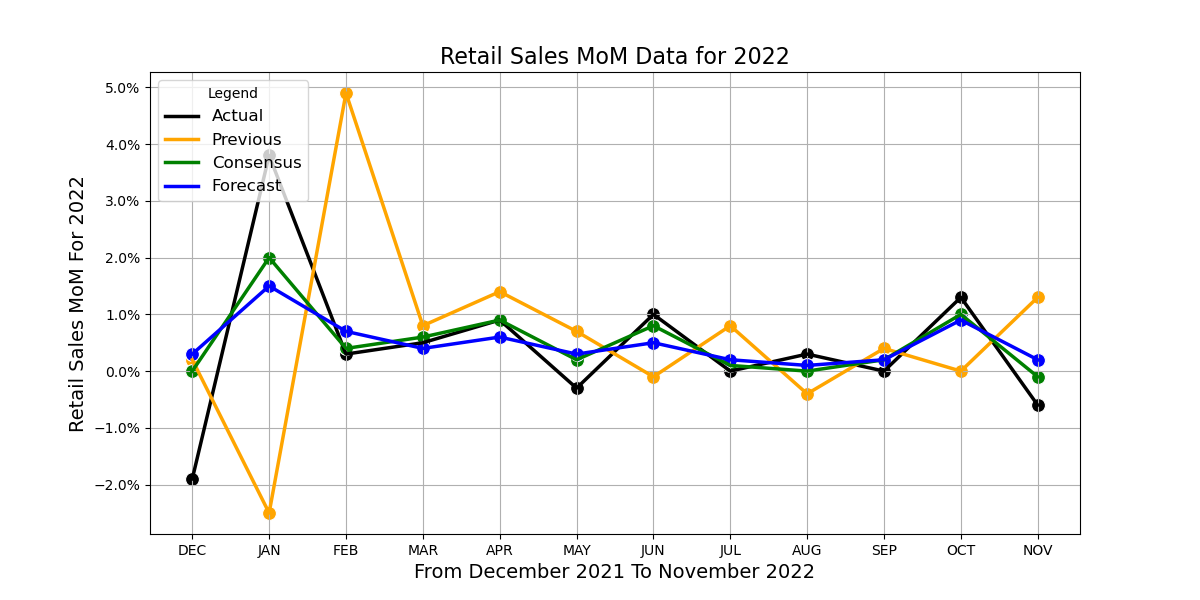 Retail Sales MoM Data for 2022
Retail Sales MoM For 2022
5.0%
4.0%
3.0%
2.0%
1.0%
0.0%
−1.0%
−2.0%
Legend
Actual
Previous
Consensus
Forecast
DEC JAN FEB MAR APR MAY JUN JUL AUG SEP OCT NOV
From December 2021 To November 2022